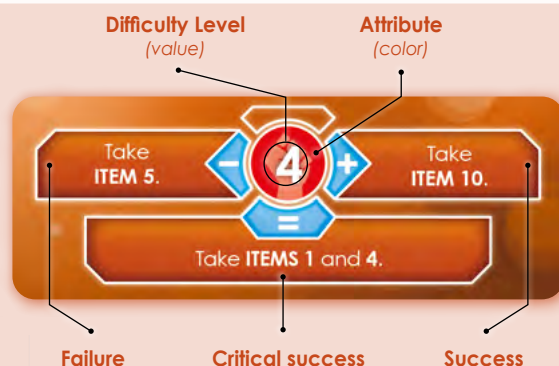 Difficulty Level
(value)
Attribute
(color)
Take
ITEM 5.
−
4
+
Take
ITEM 10.
=
Take ITEMS 1 and 4.
Failure
Critical success
Success